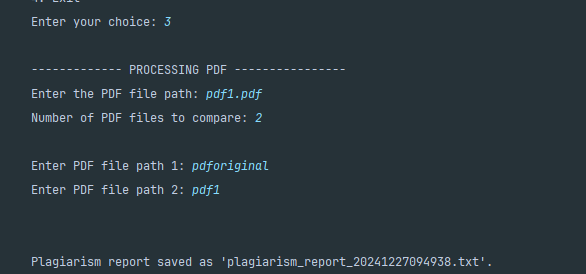 4. Exit
Enter your choice: 3
------------- PROCESSING PDF ----------------
Enter the PDF file path: pdf1.pdf
Number of PDF files to compare: 2
Enter PDF file path 1: pdforiginal
Enter PDF file path 2: pdf1
Plagiarism report saved as 'plagiarism_report_20241227094938.txt'.